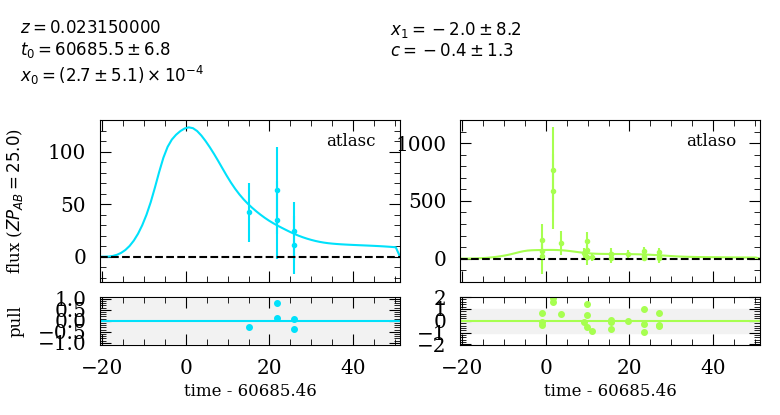 z = 0.023150000
t0 = 60685.5 ± 6.8
x0 = (2.7 ± 5.1) × 10^−4
x1 = −2.0 ± 8.2
c = −0.4 ± 1.3
flux (ZP_AB = 25.0)
100
50
0
atlasc
1000
500
0
atlaso
pull
1.0
0.5
0.0
−0.5
−1.0
−20 0 20 40
time - 60685.46
2
1
0
−1
−2
−20 0 20 40
time - 60685.46